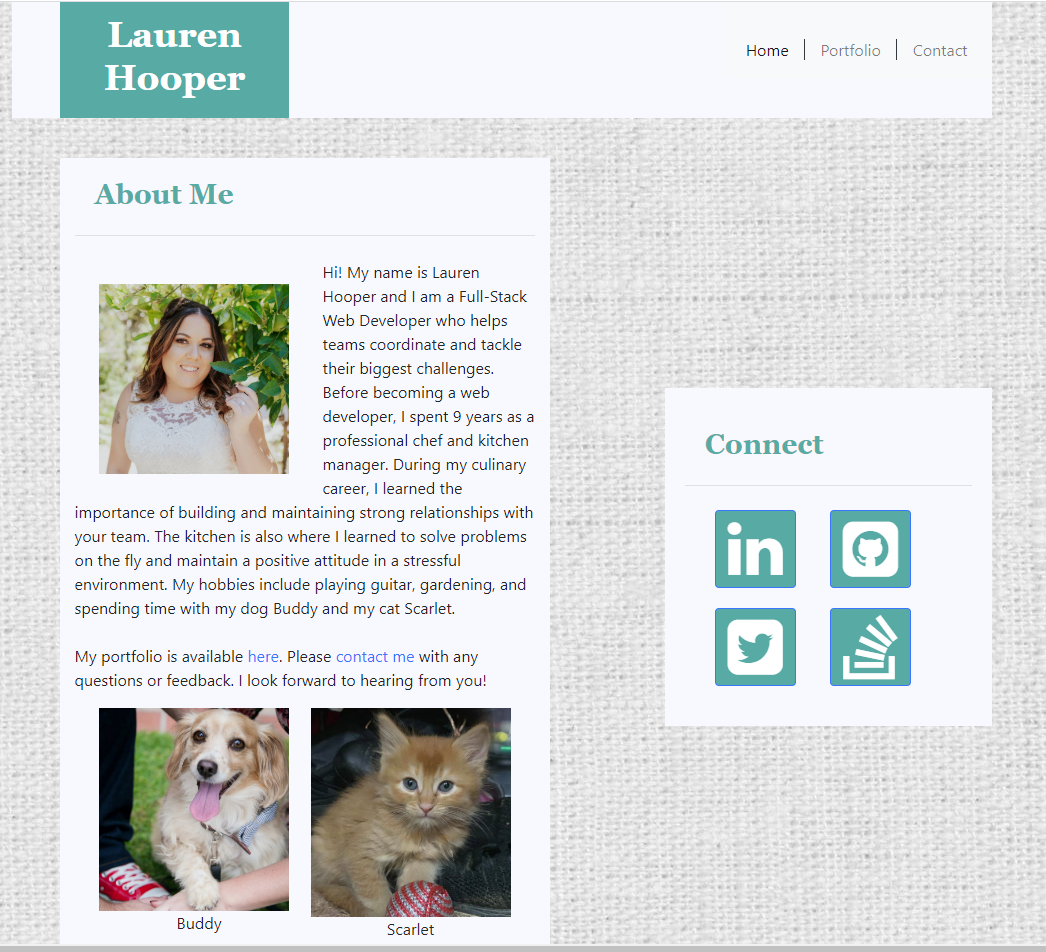 Lauren
Hooper
Home
Portfolio
Contact
About Me
Hi! My name is Lauren
Hooper and I am a Full-Stack
Web Developer who helps
teams coordinate and tackle
their biggest challenges.
Before becoming a web
developer, I spent 9 years as a
professional chef and kitchen
manager. During my culinary
career, I learned the
importance of building and maintaining strong relationships with
your team. The kitchen is also where I learned to solve problems
on the fly and maintain a positive attitude in a stressful
environment. My hobbies include playing guitar, gardening, and
spending time with my dog Buddy and my cat Scarlet.
My portfolio is available here. Please contact me with any
questions or feedback. I look forward to hearing from you!
Buddy
Scarlet
Connect
in